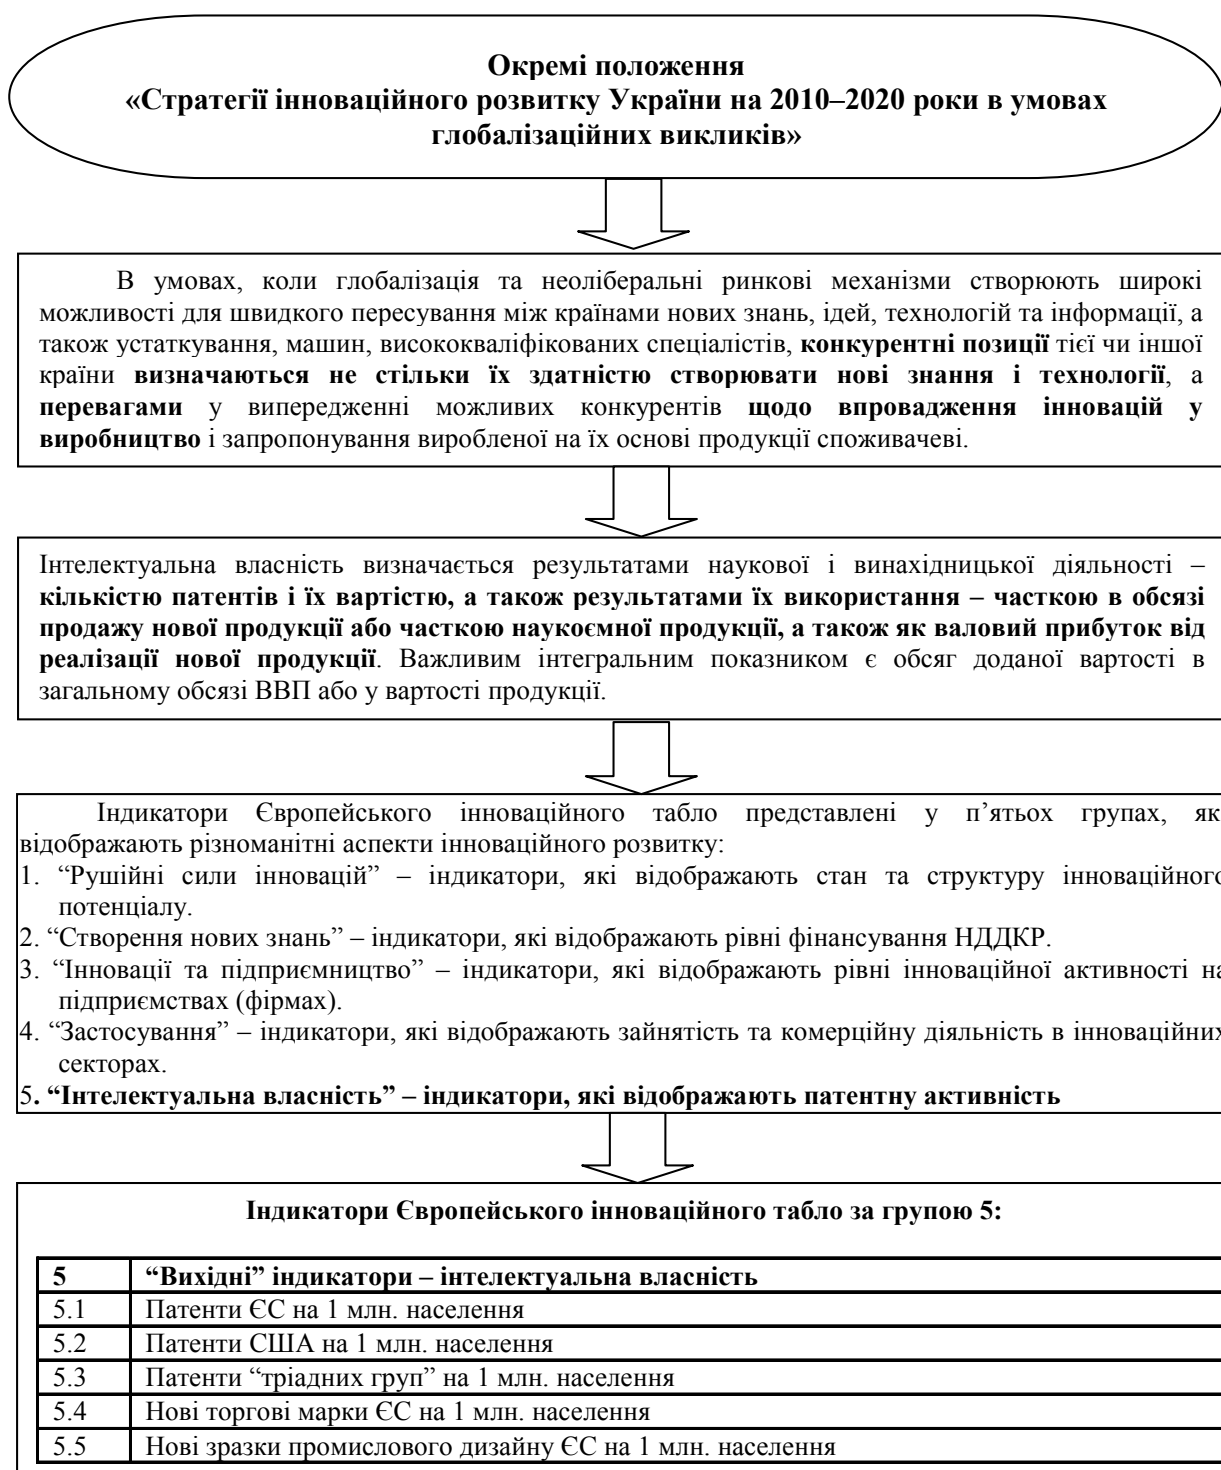 Окремі положення
«Стратегії інноваційного розвитку України на 2010–2020 роки в умовах
глобалізаційних викликів»
В умовах, коли глобалізація та неоліберальні ринкові механізми створюють широкі
можливості для швидкого пересування між країнами нових знань, ідей, технологій та інформації, а
також устаткування, машин, висококваліфікованих спеціалістів, конкурентні позиції тієї чи іншої
країни визначаються не стільки їх здатністю створювати нові знання і технології, а
перевагами у випередженні можливих конкурентів щодо впровадження інновацій у
виробництво і запропонування виробленої на їх основі продукції споживачеві.
Інтелектуальна власність визначається результатами наукової і винахідницької діяльності –
кількістю патентів і їх вартістю, а також результатами їх використання – часткою в обсязі
продажу нової продукції або часткою наукоємної продукції, а також як валовий прибуток від
реалізації нової продукції. Важливим інтегральним показником є обсяг доданої вартості в
загальному обсязі ВВП або у вартості продукції.
Індикатори Європейського інноваційного табло представлені у п’ятьох групах, які
відображають різноманітні аспекти інноваційного розвитку:
1. “Рушійні сили інновацій” – індикатори, які відображають стан та структуру інноваційного
потенціалу.
2. “Створення нових знань” – індикатори, які відображають рівні фінансування НДДКР.
3. “Інновації та підприємництво” – індикатори, які відображають рівні інноваційної активності на
підприємствах (фірмах).
4. “Застосування” – індикатори, які відображають зайнятість та комерційну діяльність в інноваційних
секторах.
5. “Інтелектуальна власність” – індикатори, які відображають патентну активність
Індикатори Європейського інноваційного табло за групою 5:
5 “Вихідні” індикатори – інтелектуальна власність
5.1 Патенти ЄС на 1 млн. населення
5.2 Патенти США на 1 млн. населення
5.3 Патенти “тріадних груп” на 1 млн. населення
5.4 Нові торгові марки ЄС на 1 млн. населення
5.5 Нові зразки промислового дизайну ЄС на 1 млн. населення